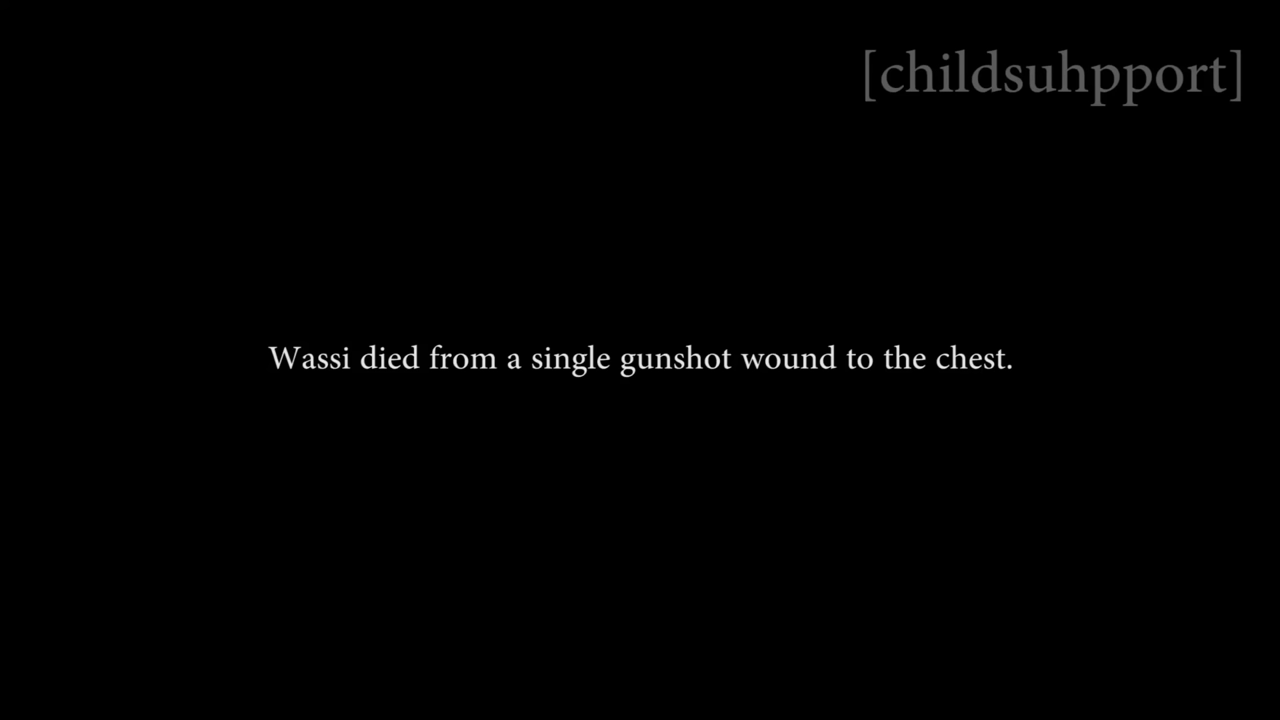 [childsuhpport]
Wassi died from a single gunshot wound to the chest.